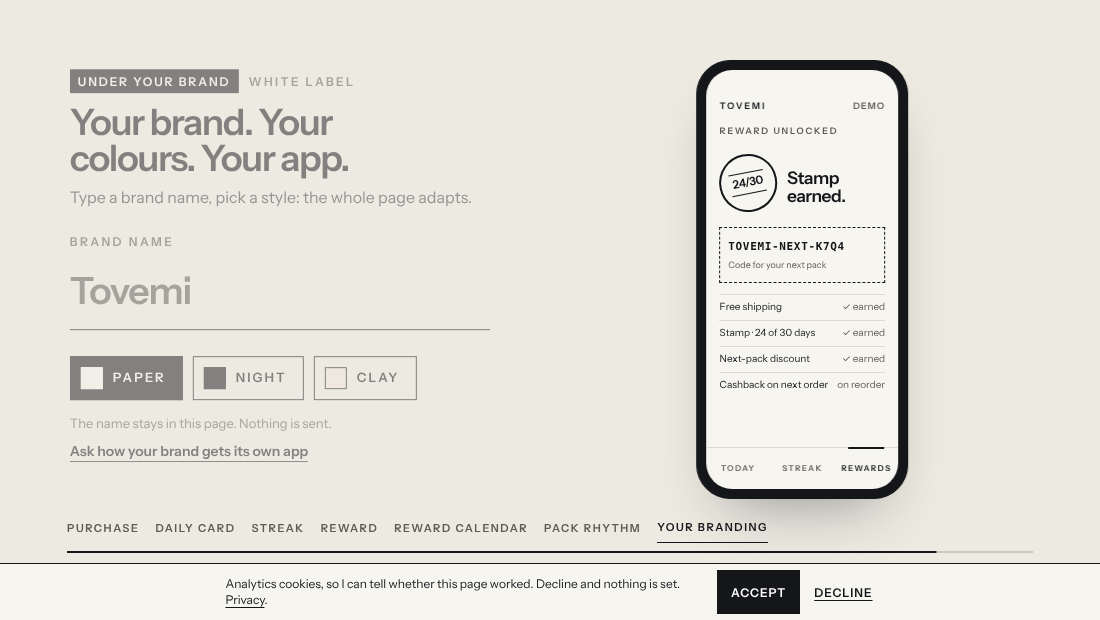 UNDER YOUR BRAND WHITE LABEL
Your brand. Your
colours. Your app.
Type a brand name, pick a style: the whole page adapts.
BRAND NAME
Tovemi
PAPER NIGHT CLAY
The name stays in this page. Nothing is sent.
Ask how your brand gets its own app
TOVEMI DEMO
REWARD UNLOCKED
24/30
Stamp
earned.
TOVEMI-NEXT-K7Q4
Code for your next pack
Free shipping ✓ earned
Stamp · 24 of 30 days ✓ earned
Next-pack discount ✓ earned
Cashback on next order on reorder
TODAY STREAK REWARDS
PURCHASE DAILY CARD STREAK REWARD REWARD CALENDAR PACK RHYTHM YOUR BRANDING
Analytics cookies, so I can tell whether this page worked. Decline and nothing is set.
Privacy.
ACCEPT DECLINE